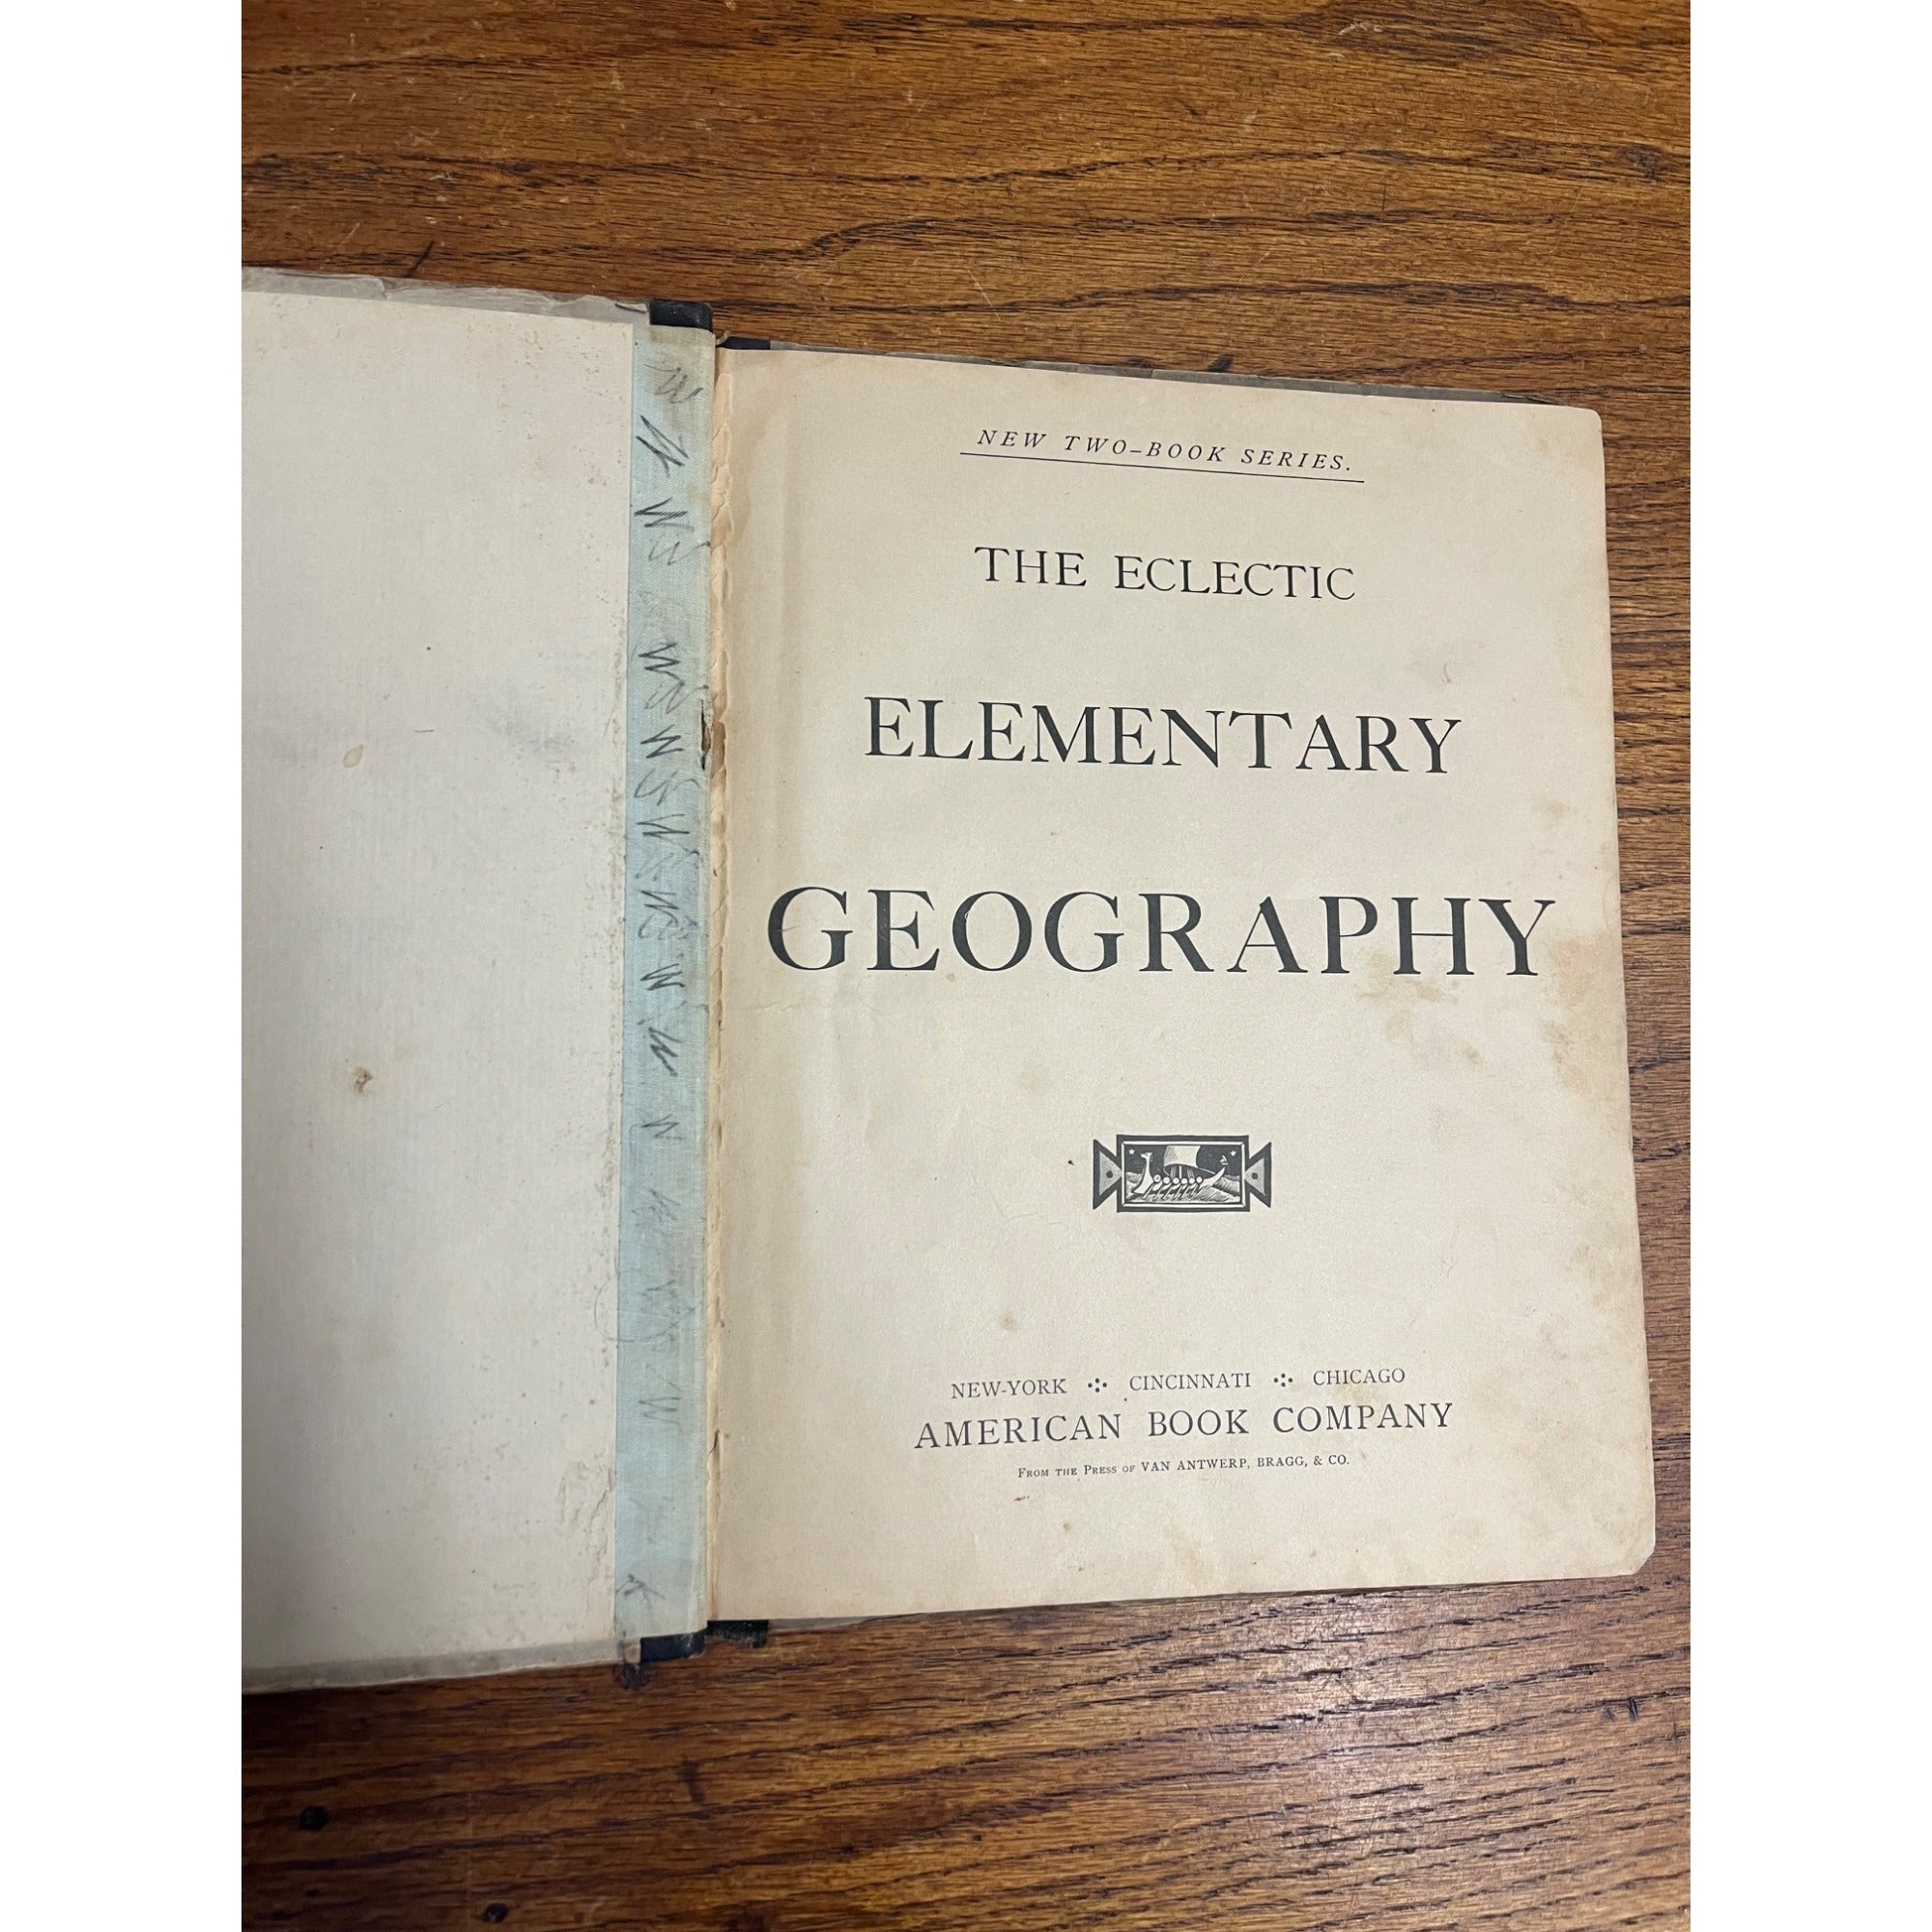 NEW TWO-BOOK SERIES.
THE ECLECTIC
ELEMENTARY
GEOGRAPHY
NEW-YORK CINCINNATI CHICAGO
AMERICAN BOOK COMPANY
FROM THE PRESS OF VAN ANTWERP, BRAGG, & CO.